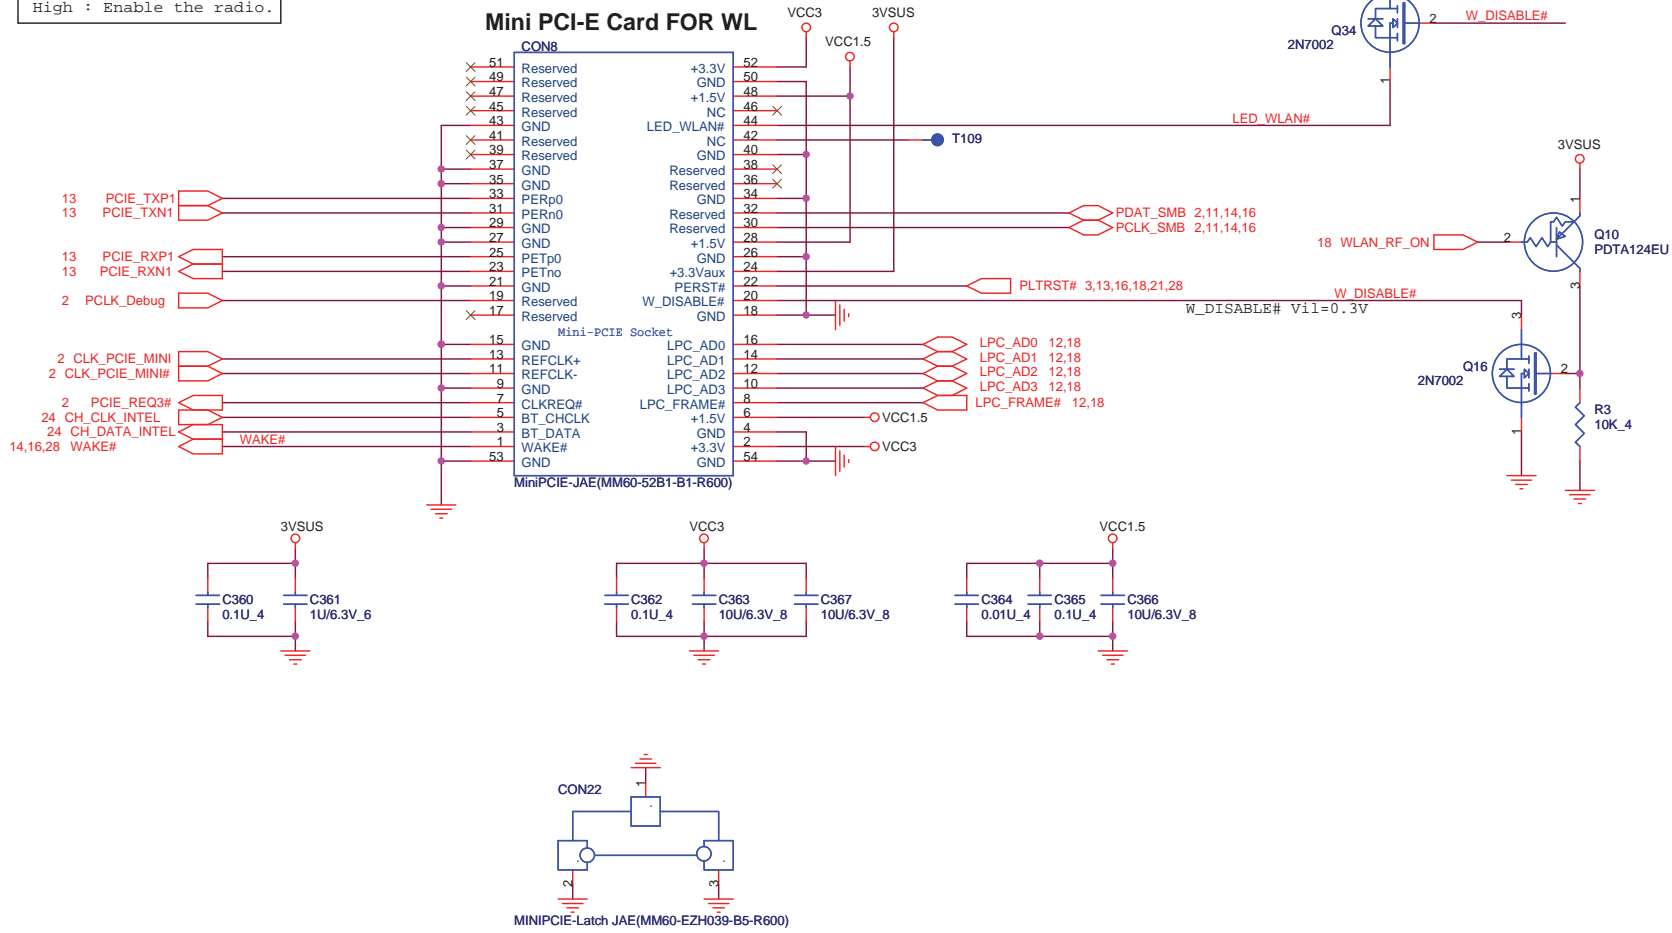 High : Enable the radio.
Mini PCI-E Card FOR WL
VCC3
3VSUS
VCC1.5
Q34
2N7002
2
W_DISABLE#
1
CON8
51 Reserved +3.3V 52
49 Reserved GND 50
47 Reserved +1.5V 48
45 Reserved NC 46
43 GND LED_WLAN# 44 LED_WLAN#
41 Reserved NC 42 T109
39 Reserved GND 40
37 GND Reserved 38
35 GND Reserved 36
13 PCIE_TXP1 33 PERp0 GND 34
13 PCIE_TXN1 31 PERn0 Reserved 32 PDAT_SMB 2,11,14,16
29 GND Reserved 30 PCLK_SMB 2,11,14,16
27 GND +1.5V 28
13 PCIE_RXP1 25 PETp0 GND 26
13 PCIE_RXN1 23 PETno +3.3Vaux 24
21 GND PERST# 22 PLTRST# 3,13,16,18,21,28
2 PCLK_Debug 19 Reserved W_DISABLE# 20 W_DISABLE#
17 Reserved GND 18 W_DISABLE# Vil=0.3V
Mini-PCIE Socket
15 GND LPC_AD0 16 LPC_AD0 12,18
2 CLK_PCIE_MINI 13 REFCLK+ LPC_AD1 14 LPC_AD1 12,18
2 CLK_PCIE_MINI# 11 REFCLK- LPC_AD2 12 LPC_AD2 12,18
9 GND LPC_AD3 10 LPC_AD3 12,18
2 PCIE_REQ3# 7 CLKREQ# LPC_FRAME# 8 LPC_FRAME# 12,18
24 CH_CLK_INTEL 5 BT_CHCLK +1.5V 6 VCC1.5
24 CH_DATA_INTEL 3 BT_DATA GND 4
14,16,28 WAKE# WAKE# 1 WAKE# +3.3V 2 VCC3
53 GND GND 54
MiniPCIE-JAE(MM60-52B1-B1-R600)
3VSUS
1
18 WLAN_RF_ON 2
Q10
PDTA124EU
3
3
Q16
2N7002
2
1
R3
10K_4
3VSUS
C360
0.1U_4
C361
1U/6.3V_6
VCC3
C362
0.1U_4
C363
10U/6.3V_8
C367
10U/6.3V_8
VCC1.5
C364
0.01U_4
C365
0.1U_4
C366
10U/6.3V_8
CON22
1
2
3
MINIPCIE-Latch JAE(MM60-EZH039-B5-R600)